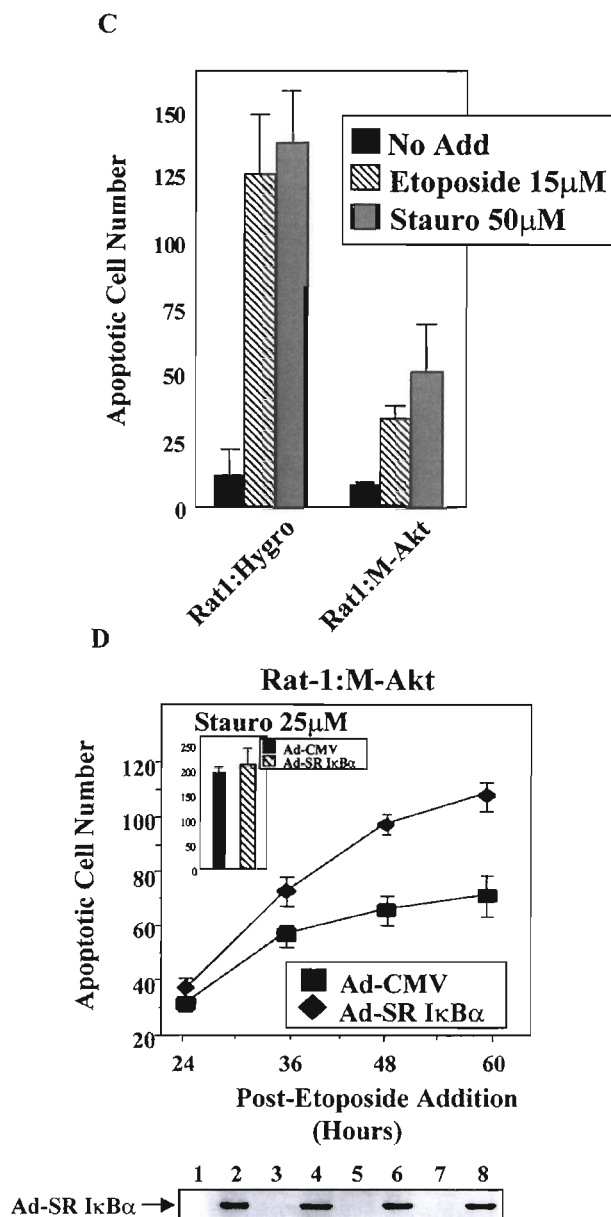 C
150
125
100
75
50
25
0
Apoptotic Cell Number
No Add
Etoposide 15μM
Stauro 50μM
Rat1:Hygro
Rat1:M-Akt
D
Rat-1:M-Akt
Stauro 25μM
250
200
150
100
50
0
Ad-CMV
Ad-SR IκBα
120
100
80
60
40
20
Apoptotic Cell Number
Ad-CMV
Ad-SR IκBα
24 36 48 60
Post-Etoposide Addition
(Hours)
1 2 3 4 5 6 7 8
Ad-SR IκBα